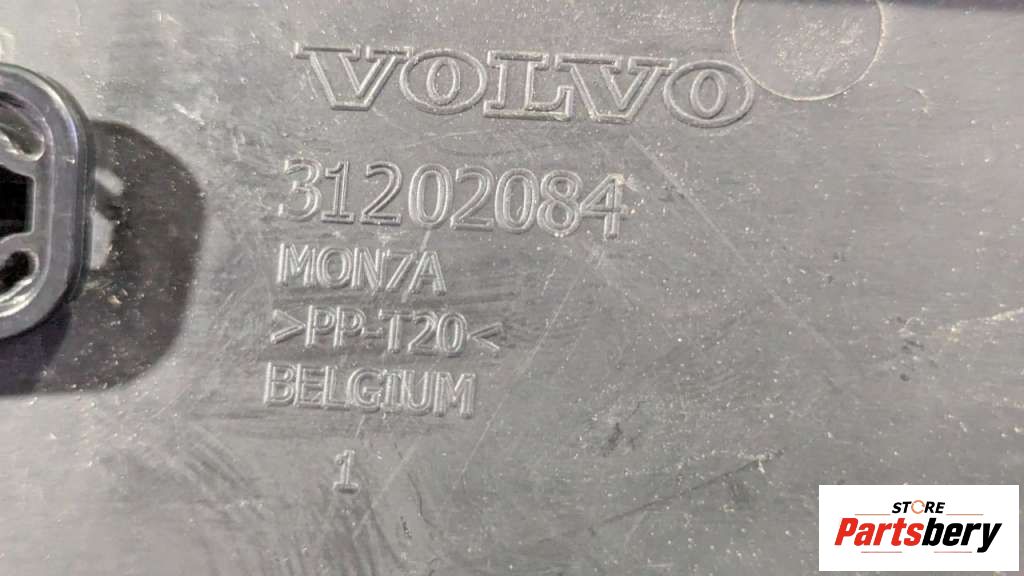 VOLVO
31202084
MON7A
>PP-T20<
BELGIUM
1
STORE
Partsbery